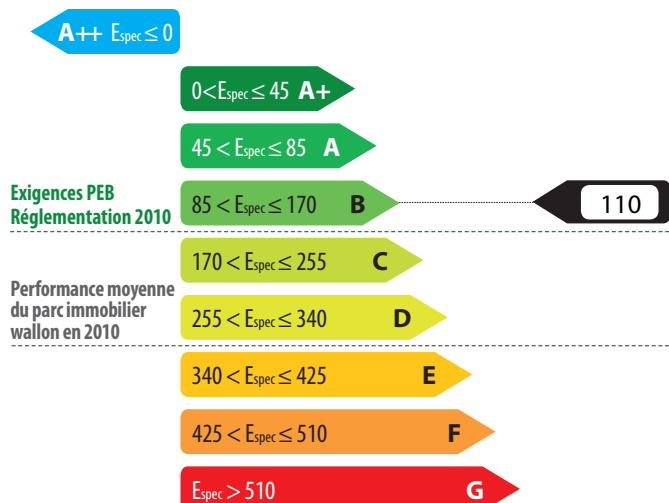 A++ Espec ≤ 0
0<Espec ≤ 45 A+
45 < Espec ≤ 85 A
Exigences PEB
Réglementation 2010
85 < Espec ≤ 170 B
110
170 < Espec ≤ 255 C
Performance moyenne
du parc immobilier
wallon en 2010
255 < Espec ≤ 340 D
340 < Espec ≤ 425 E
425 < Espec ≤ 510 F
Espec > 510 G